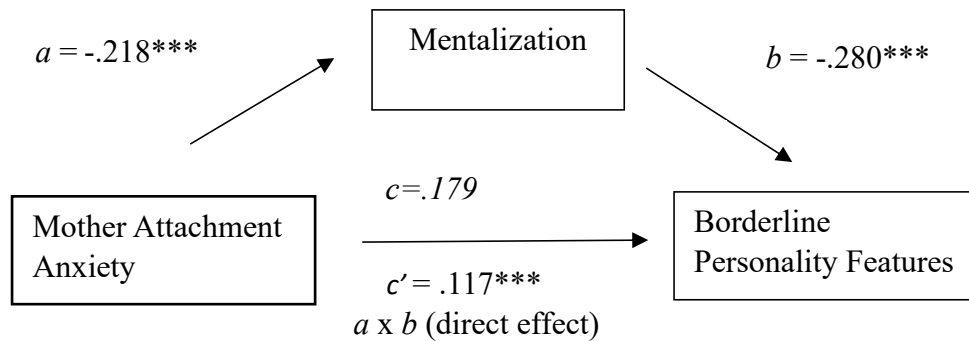 a = -.218***
Mentalization
b = -.280***
c=.179
Mother Attachment
Anxiety
Borderline
Personality Features
c′ = .117***
a x b (direct effect)